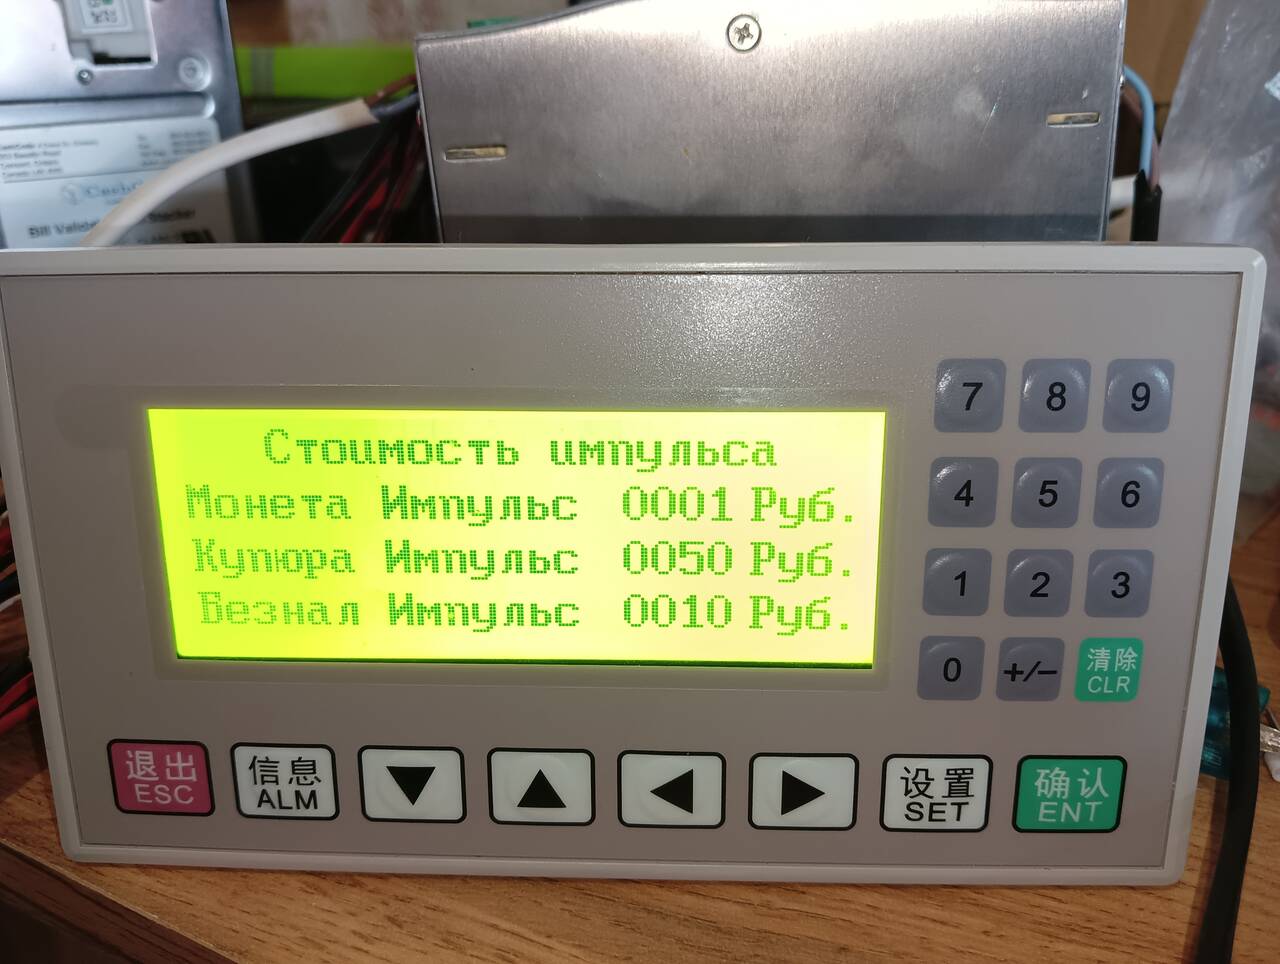 Bill
Стоимость импульса
Монета Импульс 0001 Руб.
Купюра Импульс 0050 Руб.
Безнал Импульс 0010 Руб.
7 8 9
4 5 6
1 2 3
0 +/− 清除 CLR
退出 信息 设置 确认
ESC ALM ▼ ▲ ◀ ▶ SET ENT